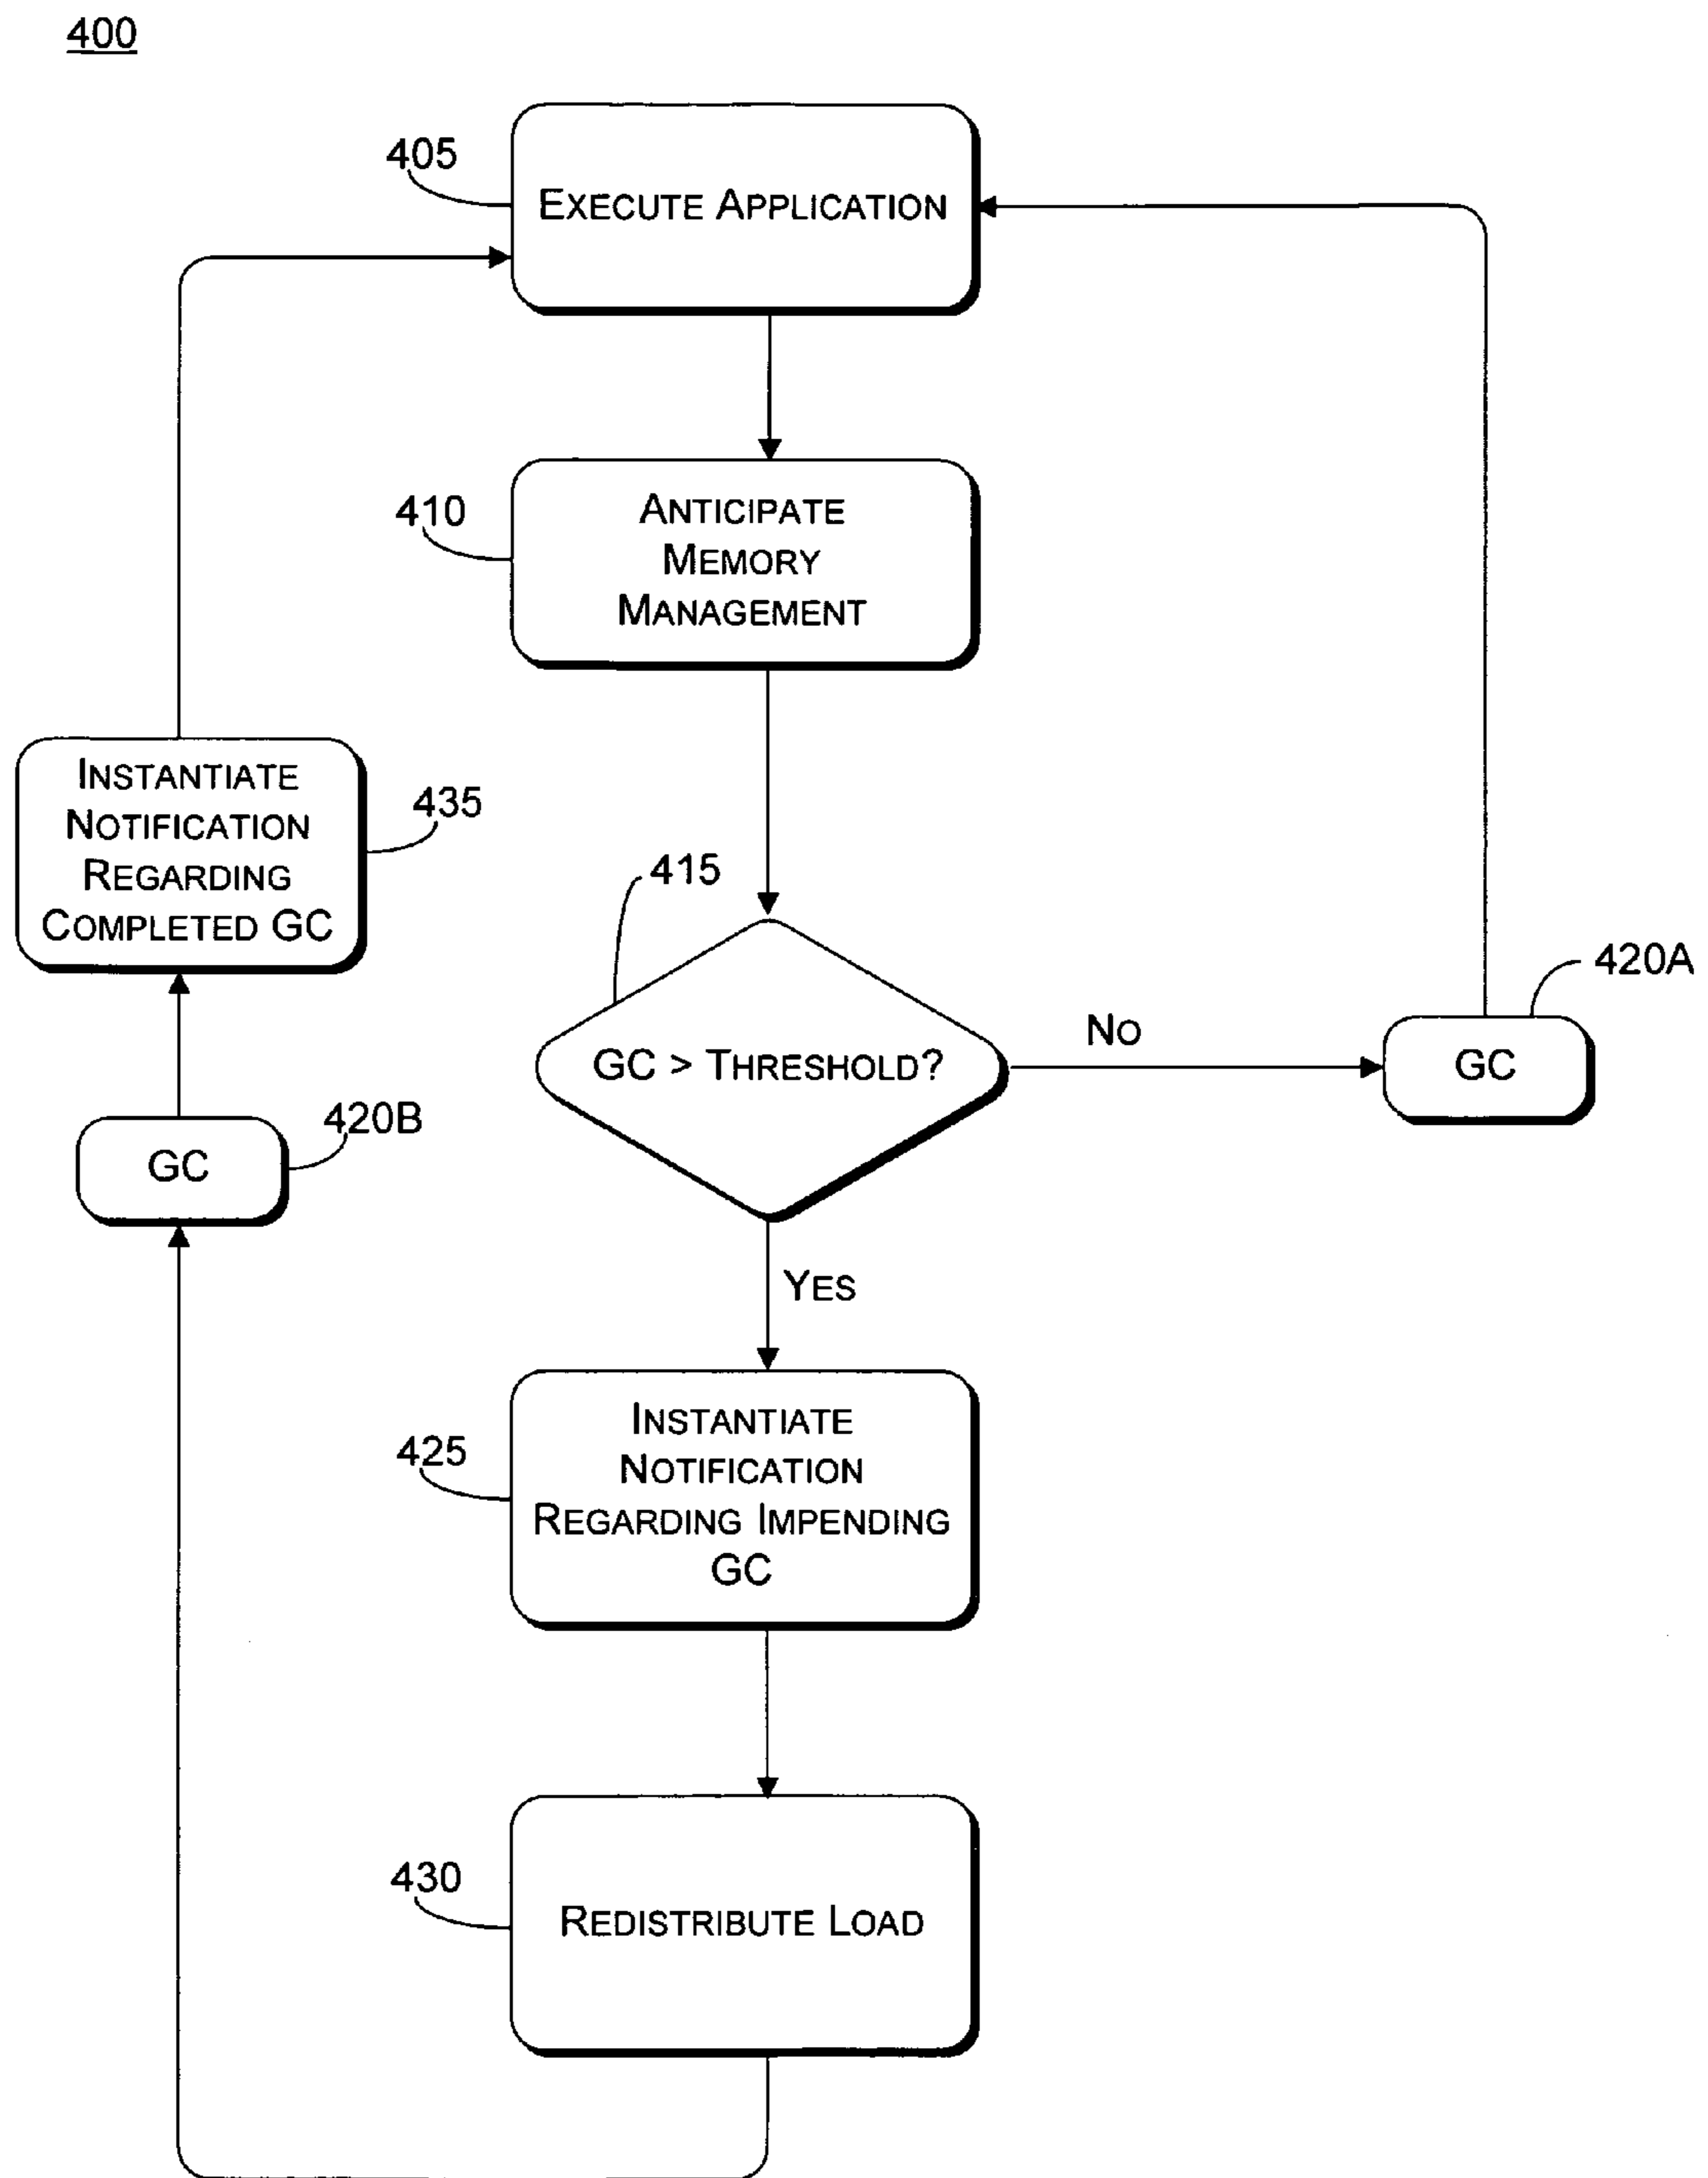 400
405
EXECUTE APPLICATION
410
ANTICIPATE
MEMORY
MANAGEMENT
INSTANTIATE
NOTIFICATION
REGARDING
COMPLETED GC
435
415
GC > THRESHOLD?
NO
GC
420A
GC
420B
YES
425
INSTANTIATE
NOTIFICATION
REGARDING IMPENDING
GC
430
REDISTRIBUTE LOAD